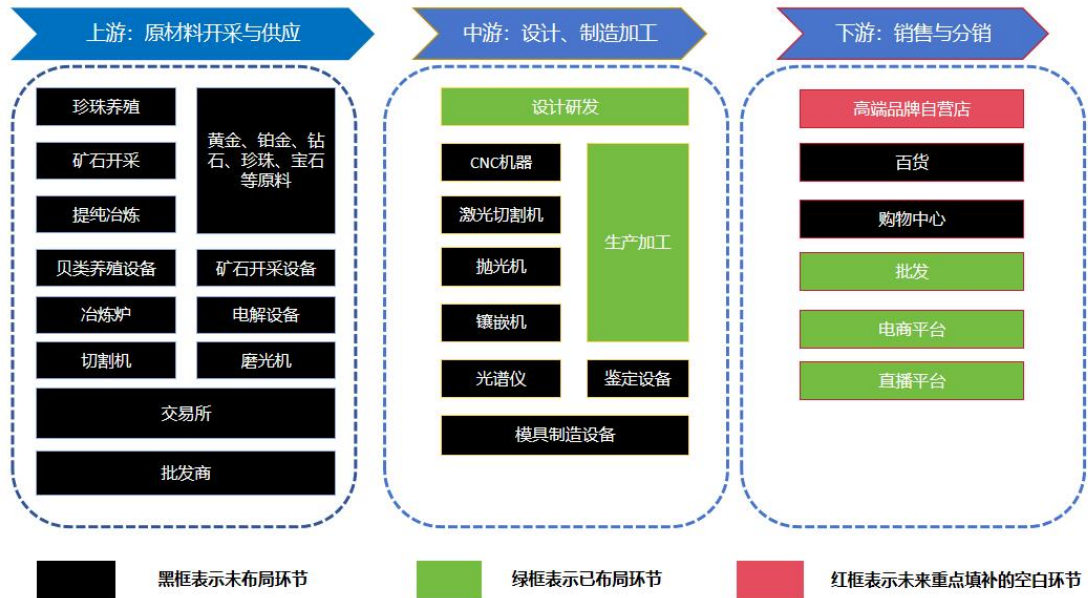 上游：原材料开采与供应
中游：设计、制造加工
下游：销售与分销
珍珠养殖
矿石开采
提纯冶炼
黄金、铂金、钻
石、珍珠、宝石
等原料
贝类养殖设备
矿石开采设备
冶炼炉
电解设备
切割机
磨光机
交易所
批发商
设计研发
CNC机器
激光切割机
抛光机
镶嵌机
生产加工
光谱仪
鉴定设备
模具制造设备
高端品牌自营店
百货
购物中心
批发
电商平台
直播平台
黑框表示未布局环节
绿框表示已布局环节
红框表示未来重点填补的空白环节